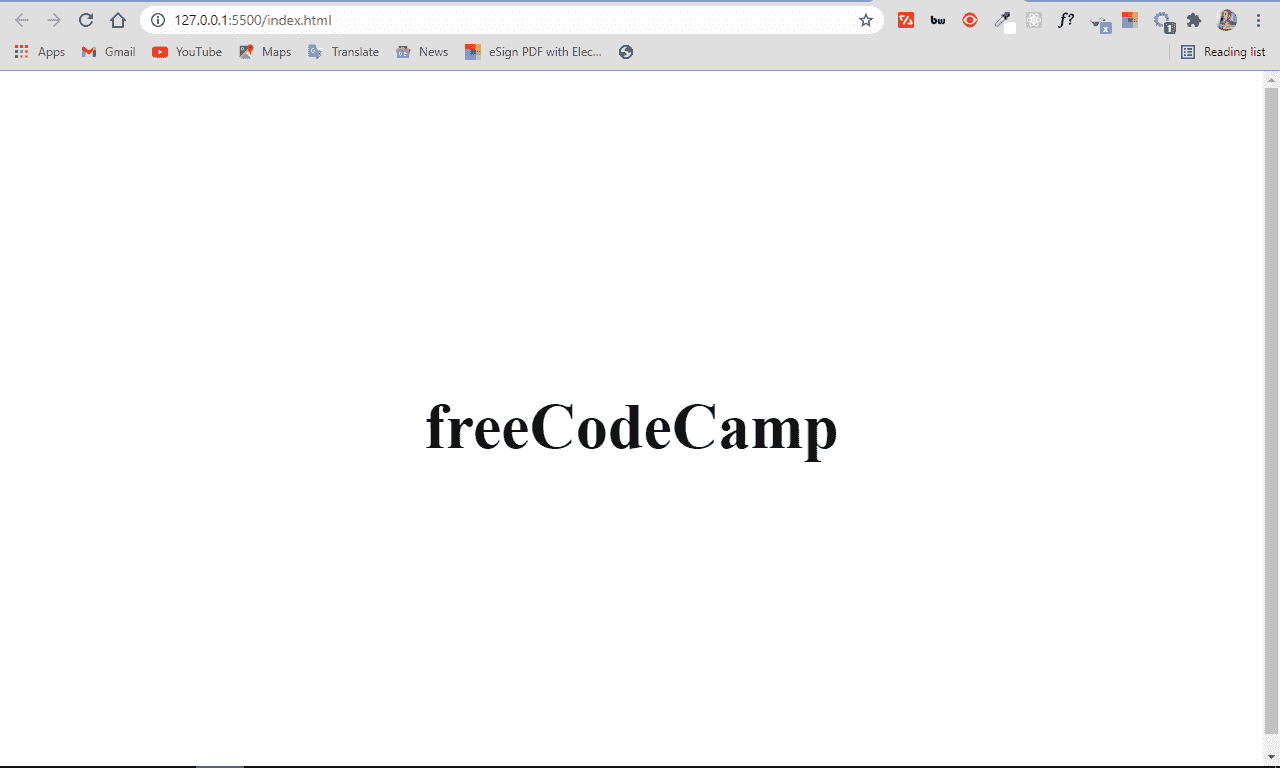 127.0.0.1:5500/index.html
bw
f?
x
1
Apps
Gmail
YouTube
Maps
Translate
News
eSign PDF with Elec...
Reading list
freeCodeCamp